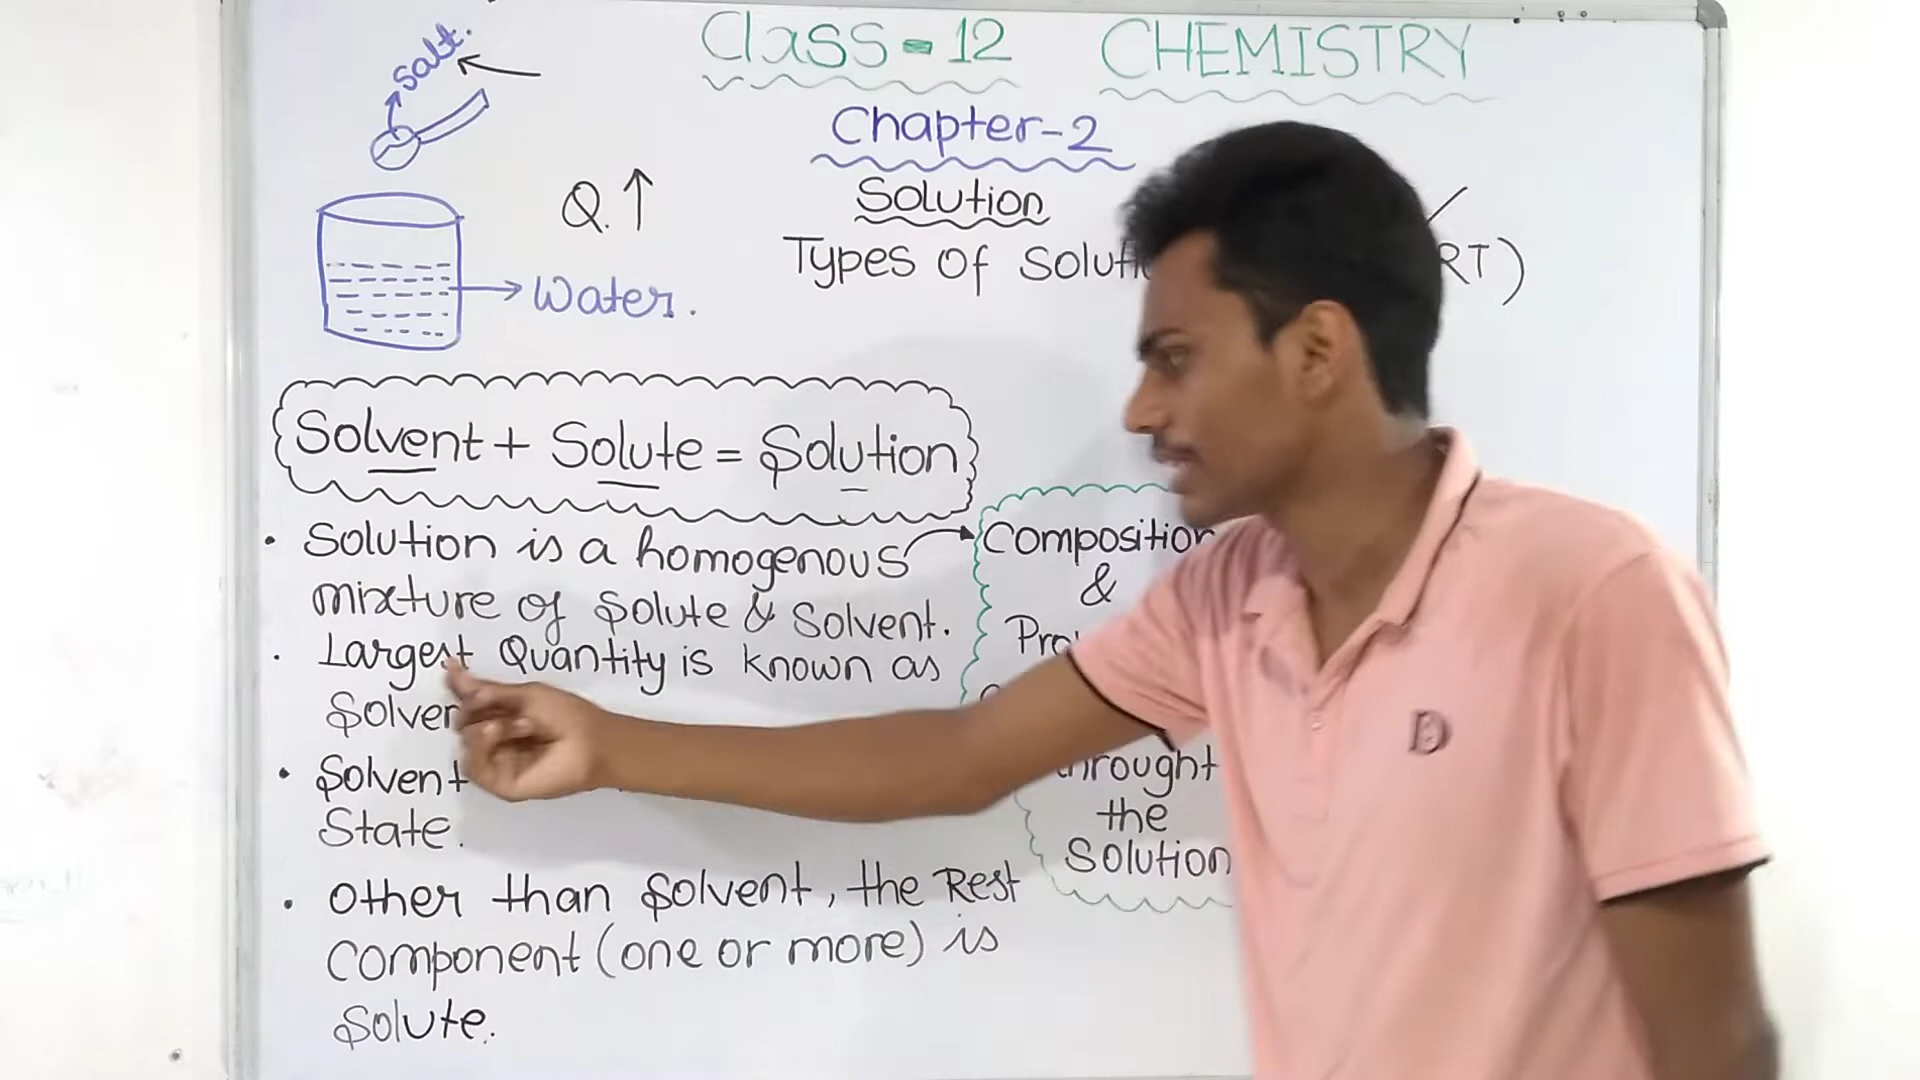 Salt.
Class - 12 CHEMISTRY
Chapter-2
Solution
Q. ↑
Types Of Solut
RT)
Water.
Solvent + Solute = Solution
• Solution is a homogenous
mixture of Solute & Solvent.
. Largest Quantity is known as
Solven
• Solvent
State.
• Other than Solvent, the Rest
Component (one or more) is
Solute.
Composition
&
Pro
throught
the
Solution
D